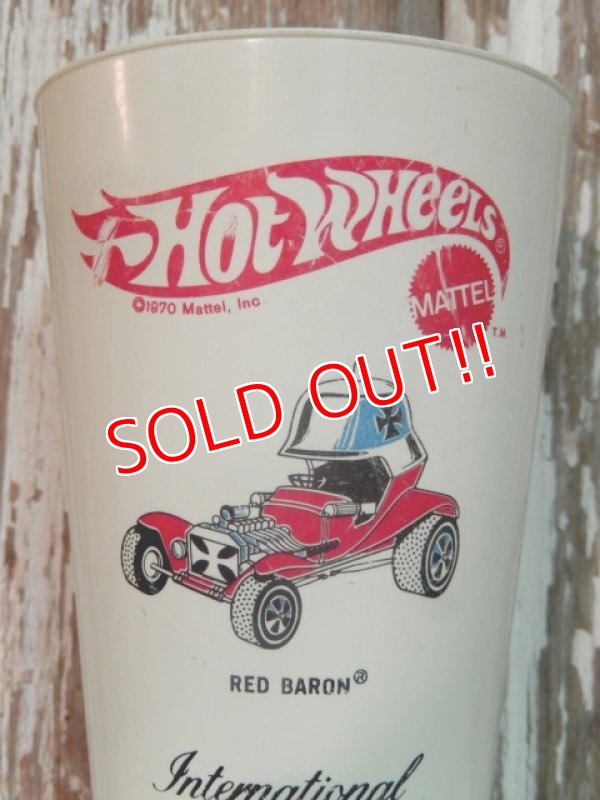 Hot Wheels®
©1970 Mattel, Inc.
MATTEL
T.M.
SOLD OUT!!
RED BARON®
International